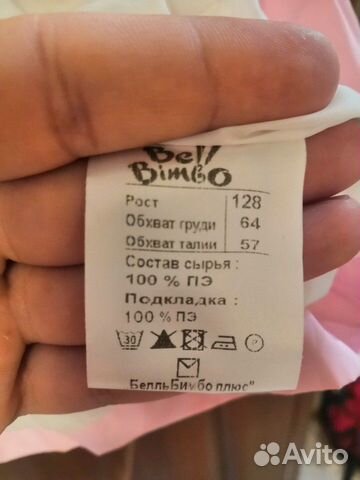 Bell
Bimbo
Рост 128
Обхват груди 64
Обхват талии 57
Состав сырья :
100 % ПЭ
Подкладка :
100 % ПЭ
30 P
БелльБимбо плюс"
Avito